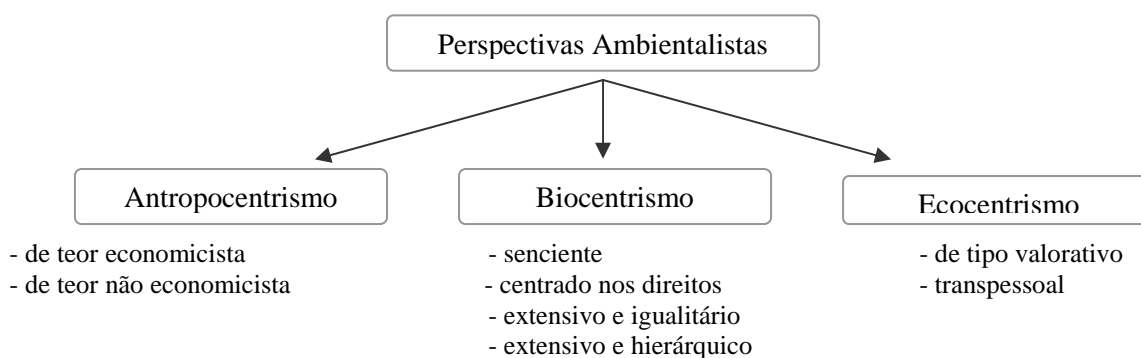 Perspectivas Ambientalistas
Antropocentrismo
- de teor economicista
- de teor não economicista
Biocentrismo
- senciente
- centrado nos direitos
- extensivo e igualitário
- extensivo e hierárquico
Ecocentrismo
- de tipo valorativo
- transpessoal